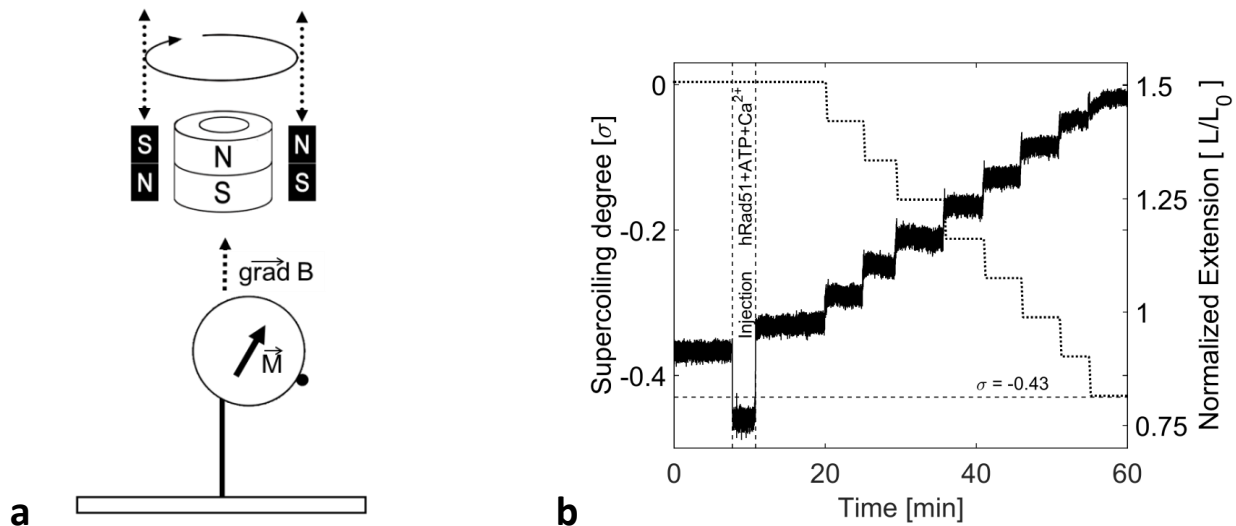 S
N
N
S
N
S
grad B
M
a
Supercoiling degree [σ]
0
-0.2
-0.4
Injection hRad51+ATP+Ca²⁺
σ = -0.43
1.5
1.25
1
0.75
Normalized Extension [ L/L₀ ]
0
20
40
60
Time [min]
b